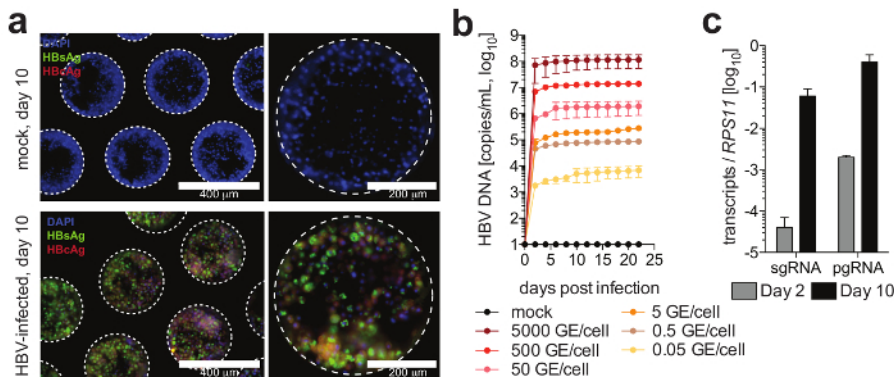 a
mock, day 10
DAPI
HBsAg
HBcAg
400 µm
200 µm
HBV-infected, day 10
DAPI
HBsAg
HBcAg
400 µm
200 µm
b
HBV DNA [copies/mL, log10]
9
8
7
6
5
4
3
2
1
0 5 10 15 20 25
days post infection
mock
5000 GE/cell
500 GE/cell
50 GE/cell
5 GE/cell
0.5 GE/cell
0.05 GE/cell
c
transcripts / RPS11 [log10]
0
-1
-2
-3
-4
-5
sgRNA pgRNA
Day 2 Day 10